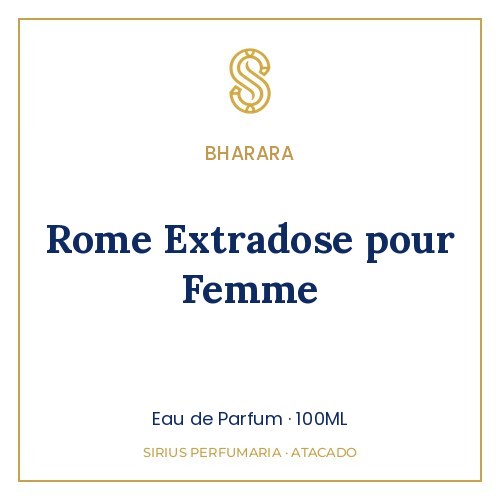 BHARARA
Rome Extradose pour
Femme
Eau de Parfum · 100ML
SIRIUS PERFUMARIA · ATACADO